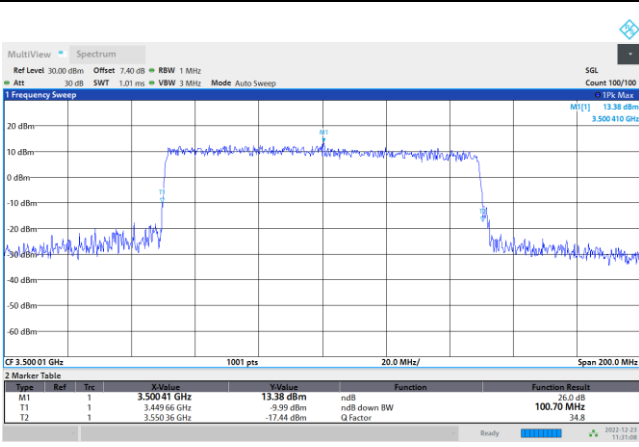 MultiView Spectrum
Ref Level 30.00 dBm Offset 7.40 dB RBW 1 MHz SGL
Att 30 dB SWT 1.01 ms VBW 3 MHz Mode Auto Sweep Count 100/100
1 Frequency Sweep 1Pk Max
M1[1] 13.38 dBm
3.500 410 GHz
20 dBm
M1
10 dBm
0 dBm
T1
-10 dBm
-20 dBm
-30 dBm
-40 dBm
-50 dBm
-60 dBm
CF 3.500 01 GHz 1001 pts 20.0 MHz/ Span 200.0 MHz
2 Marker Table
Type Ref Trc X-Value Y-Value Function Function Result
M1 1 3.500 41 GHz 13.38 dBm ndB 26.0 dB
T1 1 3.449 66 GHz -9.99 dBm ndB down BW 100.70 MHz
T2 1 3.550 36 GHz -17.44 dBm Q Factor 34.8
Ready 2022-12-23
11:31:08